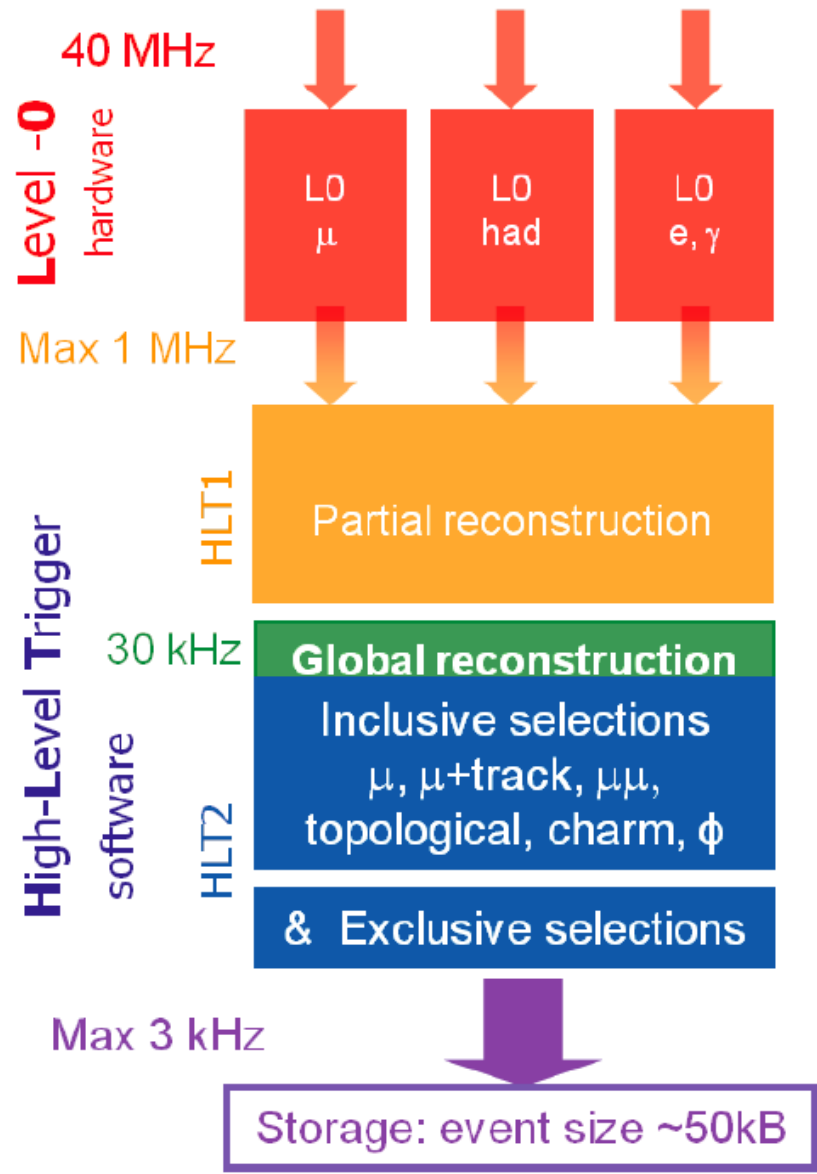 40 MHz
Level -0
hardware
L0
μ
L0
had
L0
e, γ
Max 1 MHz
HLT1
Partial reconstruction
High-Level Trigger
software
30 kHz
Global reconstruction
HLT2
Inclusive selections
μ, μ+track, μμ,
topological, charm, ϕ
& Exclusive selections
Max 3 kHz
Storage: event size ~50kB